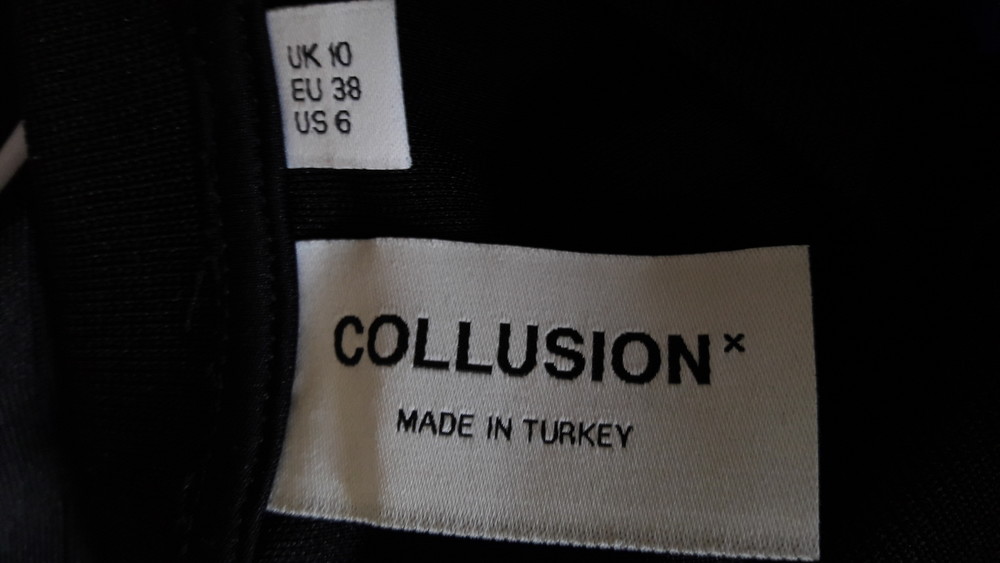 UK 10
EU 38
US 6
COLLUSION×
MADE IN TURKEY